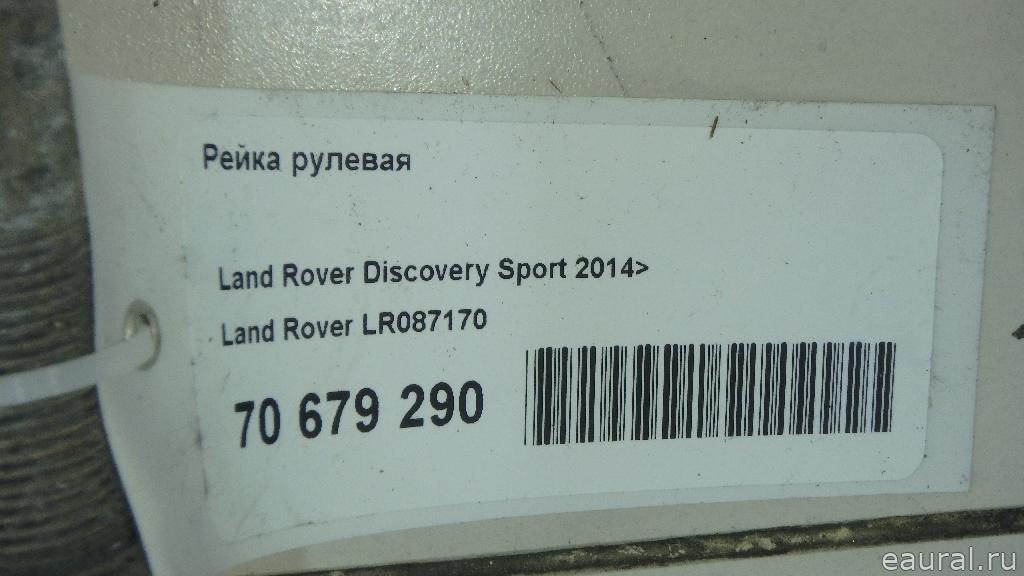 Рейка рулевая
Land Rover Discovery Sport 2014>
Land Rover LR087170
70 679 290
eaural.ru